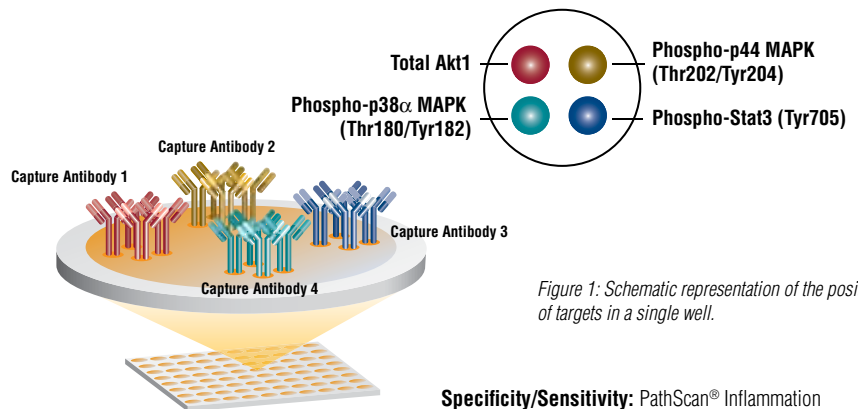 Total Akt1
Phospho-p44 MAPK
(Thr202/Tyr204)
Phospho-p38α MAPK
(Thr180/Tyr182)
Phospho-Stat3 (Tyr705)
Capture Antibody 2
Capture Antibody 1
Capture Antibody 3
Capture Antibody 4
Figure 1: Schematic representation of the posi
of targets in a single well.
Specificity/Sensitivity: PathScan® Inflammation